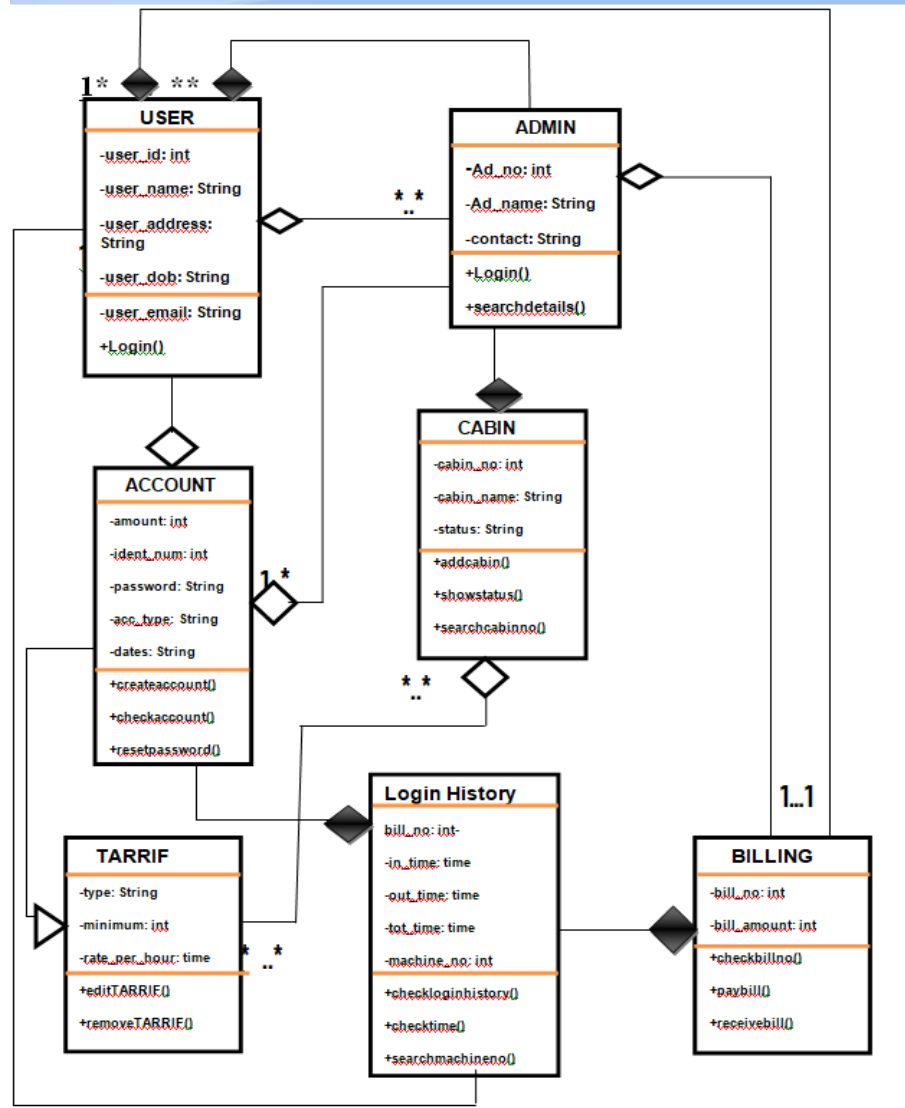 1* . **
USER
-user_id: int
-user_name: String
-user_address:
String
-user_dob: String
-user_email: String
+Login()
*..*
ADMIN
-Ad_no: int
-Ad_name: String
-contact: String
+Login()
+searchdetails()
CABIN
-cabin_no: int
-cabin_name: String
-status: String
+addcabin()
+showstatus()
+searchcabinno()
*..*
ACCOUNT
-amount: int
-ident_num: int
-password: String
-acc_type: String
-dates: String
+createaccount()
+checkaccount()
+resetpassword()
1..*
Login History
bill_no: int-
-in_time: time
-out_time: time
-tot_time: time
-machine_no: int
+checkloginhistory()
+checktime()
+searchmachineno()
TARRIF
-type: String
-minimum: int
-rate_per_hour: time
+editTARRIF()
+removeTARRIF()
*..*
1...1
BILLING
-bill_no: int
-bill_amount: int
+checkbillno()
+paybill()
+receivebill()